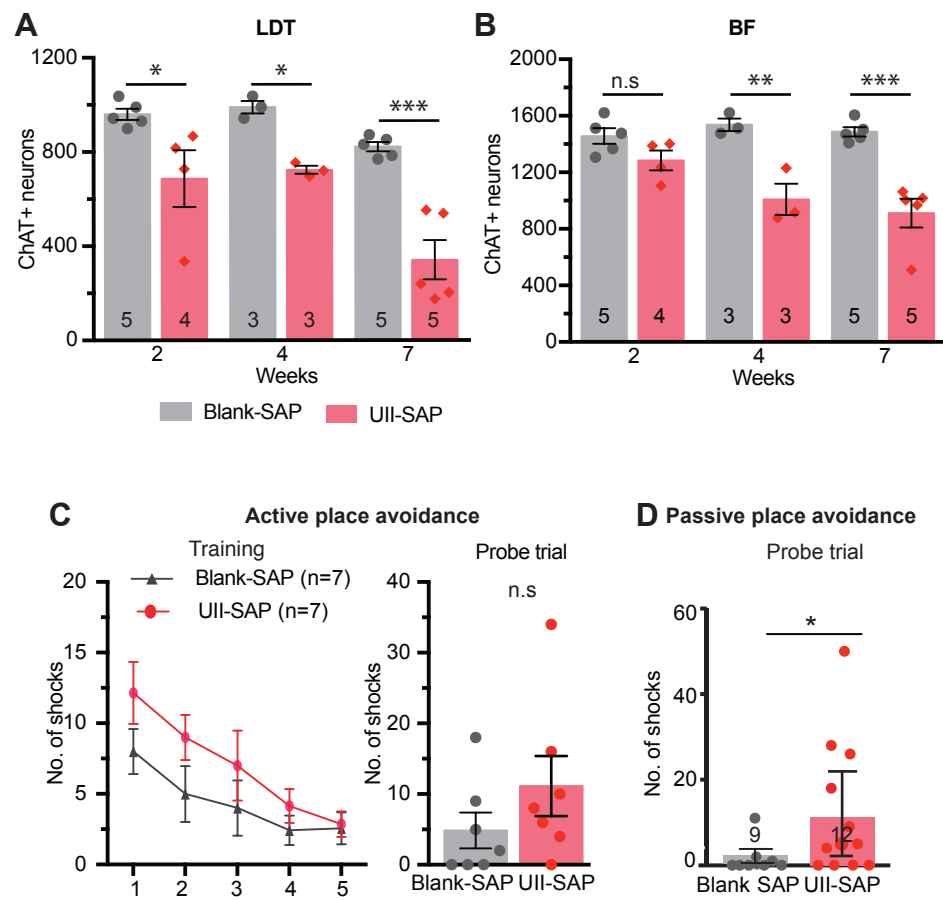 A
LDT
ChAT+ neurons
1200
800
400
0
*
*
***
5
4
3
3
5
5
2
4
7
Weeks
B
BF
ChAT+ neurons
2000
1600
1200
800
400
0
n.s
**
***
5
4
3
3
5
5
2
4
7
Weeks
Blank-SAP
UII-SAP
C
Active place avoidance
Training
Blank-SAP (n=7)
UII-SAP (n=7)
No. of shocks
20
15
10
5
0
1
2
3
4
5
Probe trial
n.s
No. of shocks
40
30
20
10
0
Blank-SAP
UII-SAP
D
Passive place avoidance
Probe trial
*
No. of shocks
60
40
20
0
9
12
Blank SAP
UII-SAP